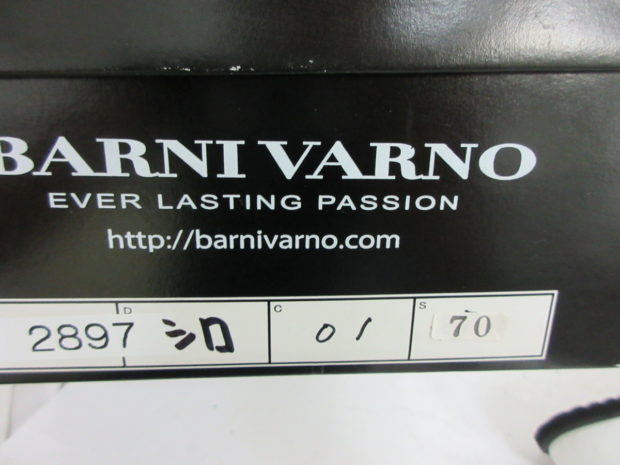 BARNI VARNO
EVER LASTING PASSION
http://barnivarno.com
2897 D シロ C 01 S 70